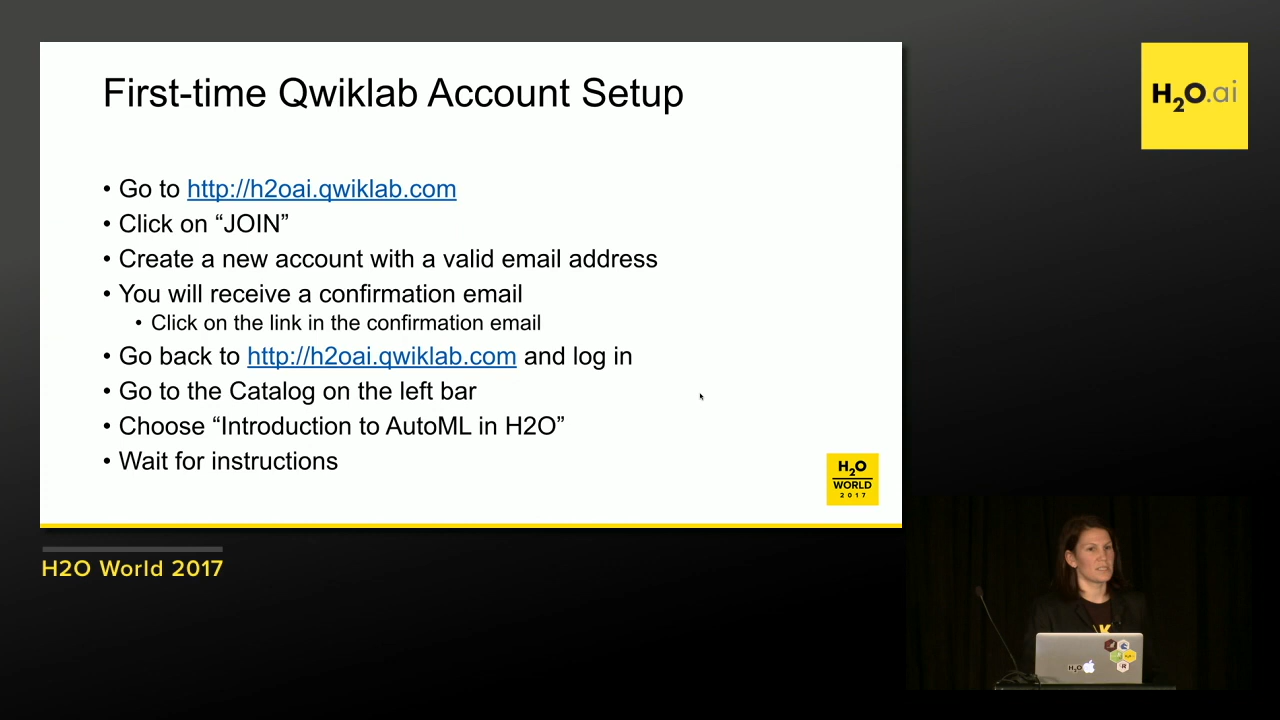 First-time Qwiklab Account Setup
• Go to http://h2oai.qwiklab.com
• Click on “JOIN”
• Create a new account with a valid email address
• You will receive a confirmation email
• Click on the link in the confirmation email
• Go back to http://h2oai.qwiklab.com and log in
• Go to the Catalog on the left bar
• Choose “Introduction to AutoML in H2O”
• Wait for instructions
H2O
WORLD
2017
H2O.ai
H2O World 2017
H2O